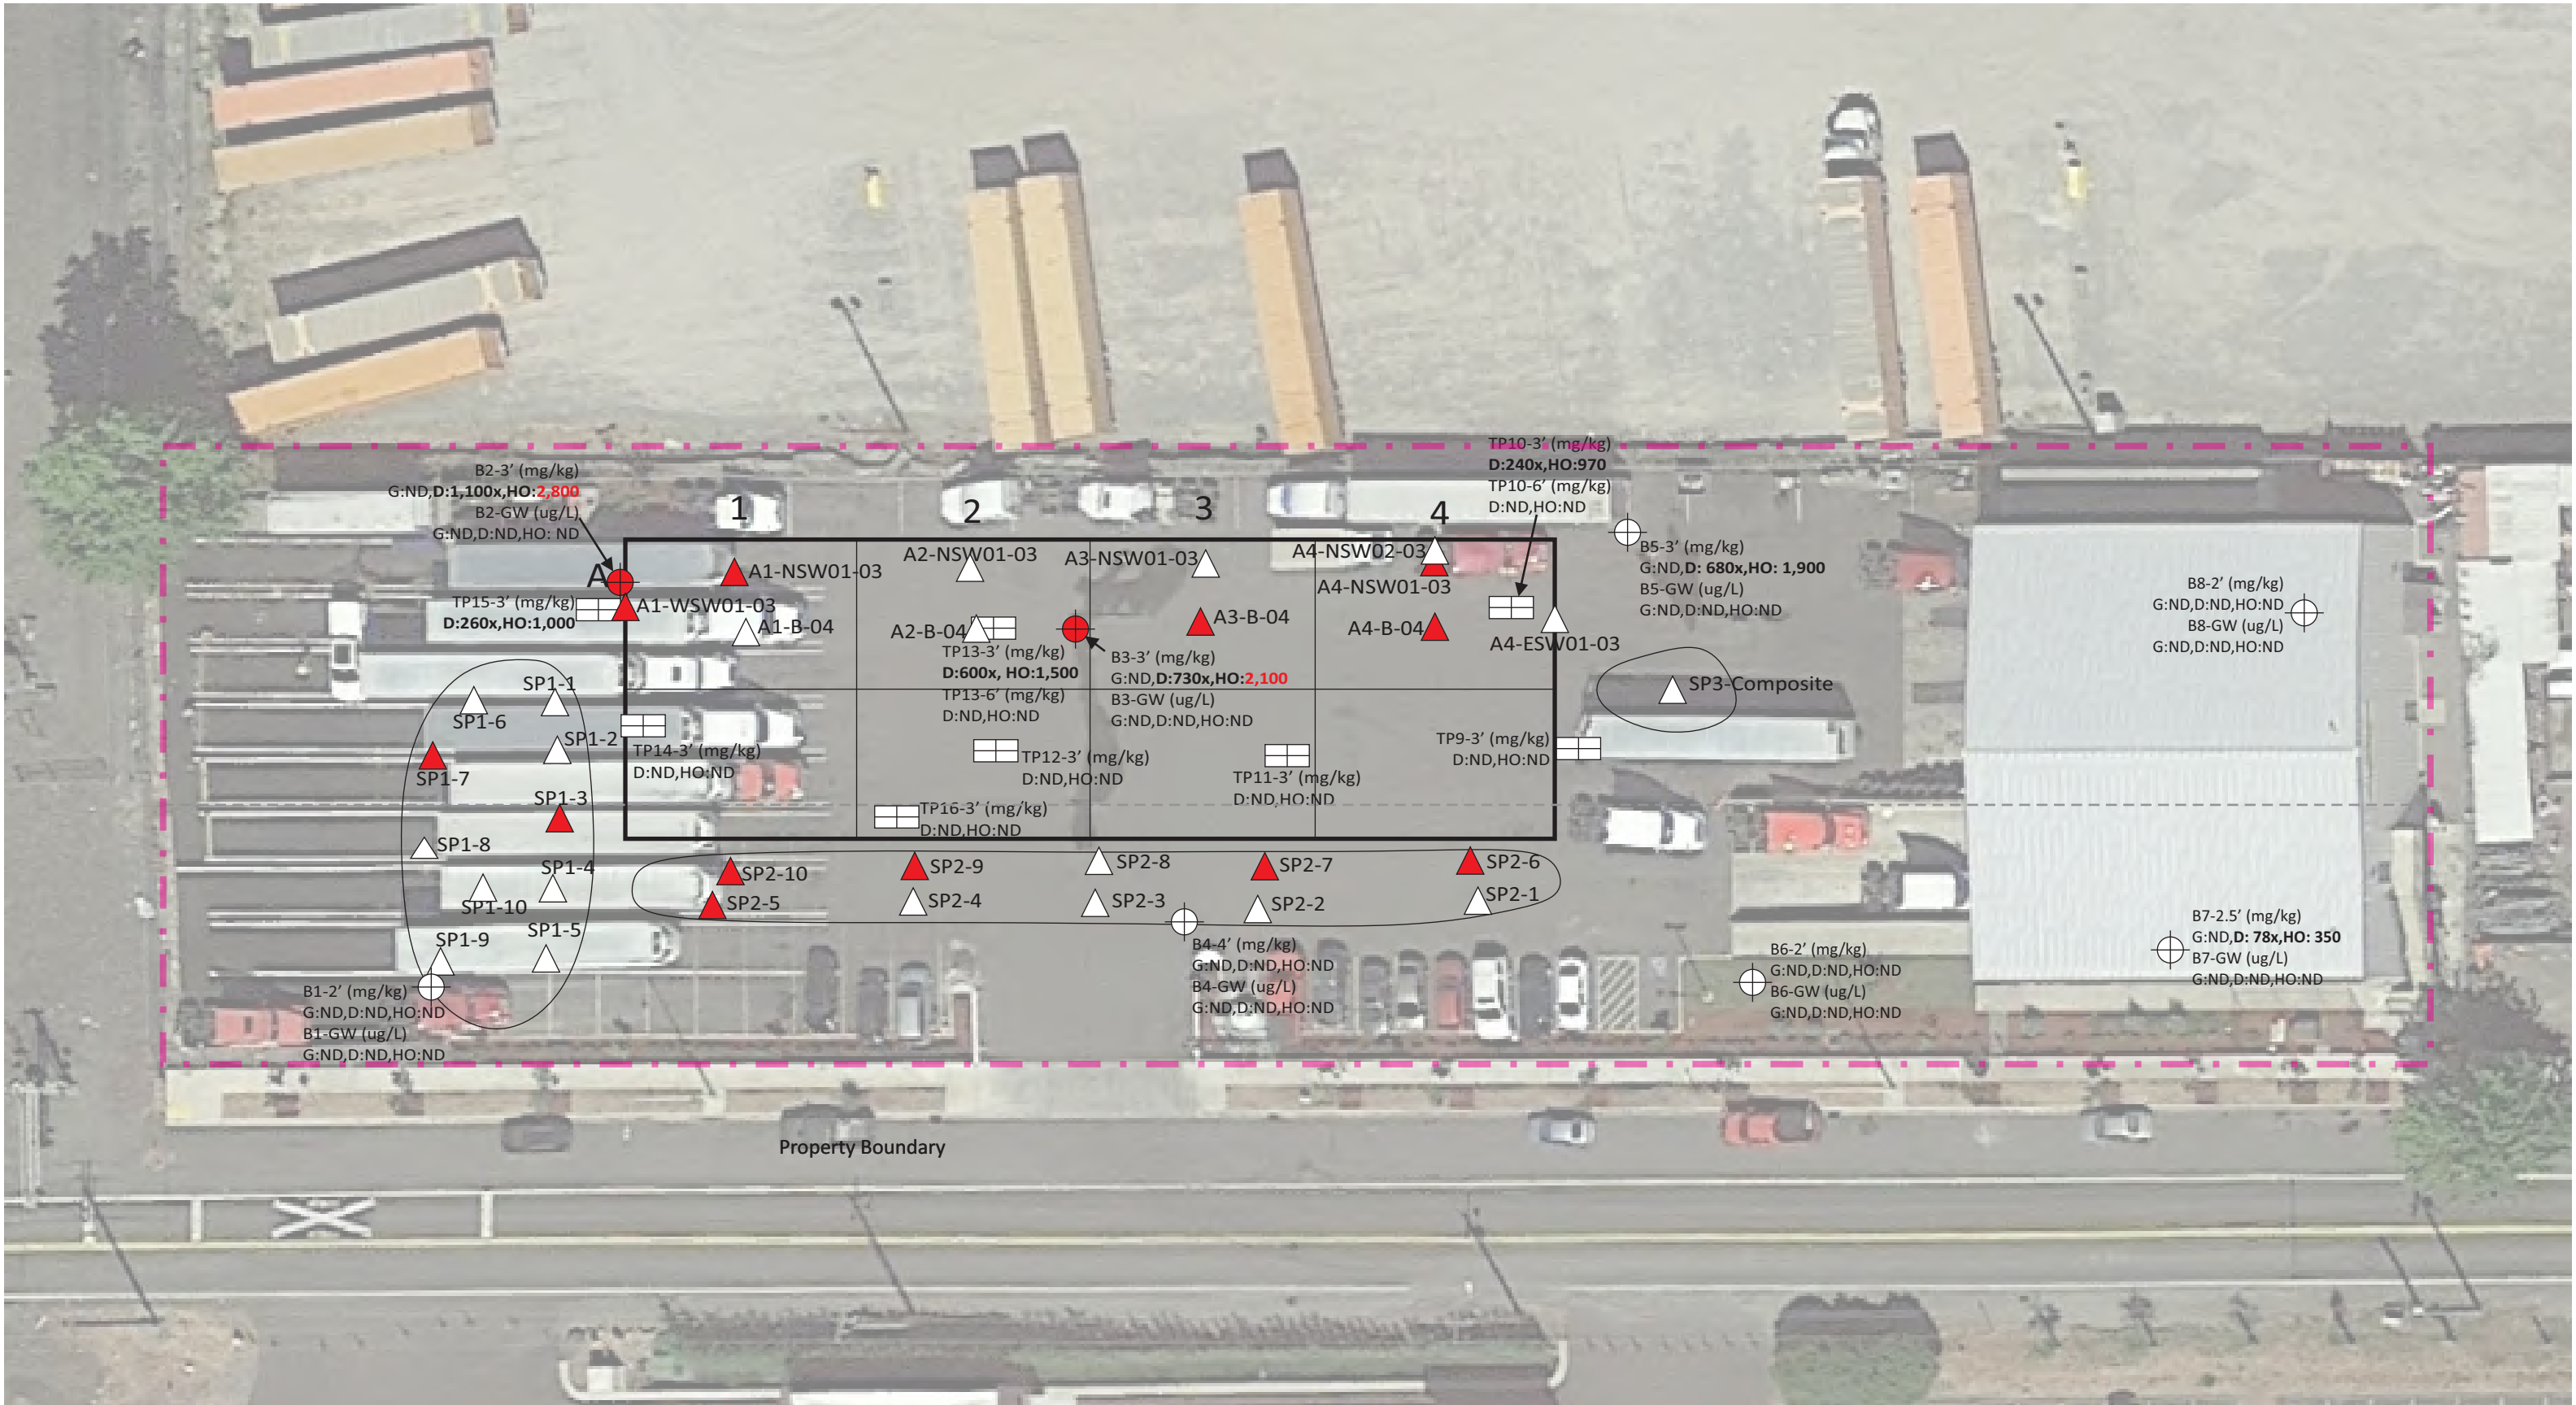 TP10-3' (mg/kg)
D:240x,HO:970
TP10-6' (mg/kg)
D:ND,HO:ND
B2-3' (mg/kg)
G:ND,D:1,100x,HO:2,800
B2-GW (ug/L)
G:ND,D:ND,HO: ND
1
2
3
4
A
A1-NSW01-03
A2-NSW01-03
A3-NSW01-03
A4-NSW02-03
A4-NSW01-03
B5-3' (mg/kg)
G:ND,D: 680x,HO: 1,900
B5-GW (ug/L)
G:ND,D:ND,HO:ND
B8-2' (mg/kg)
G:ND,D:ND,HO:ND
B8-GW (ug/L)
G:ND,D:ND,HO:ND
TP15-3' (mg/kg)
D:260x,HO:1,000
A1-WSW01-03
A1-B-04
A2-B-04
A3-B-04
A4-B-04
A4-ESW01-03
TP13-3' (mg/kg)
D:600x, HO:1,500
TP13-6' (mg/kg)
D:ND,HO:ND
B3-3' (mg/kg)
G:ND,D:730x,HO:2,100
B3-GW (ug/L)
G:ND,D:ND,HO:ND
SP3-Composite
SP1-1
SP1-6
SP1-2
SP1-7
SP1-3
SP1-8
SP1-4
SP1-10
SP1-5
SP1-9
TP14-3' (mg/kg)
D:ND,HO:ND
TP12-3' (mg/kg)
D:ND,HO:ND
TP11-3' (mg/kg)
D:ND,HO:ND
TP9-3' (mg/kg)
D:ND,HO:ND
TP16-3' (mg/kg)
D:ND,HO:ND
SP2-10
SP2-9
SP2-8
SP2-7
SP2-6
SP2-5
SP2-4
SP2-3
SP2-2
SP2-1
B1-2' (mg/kg)
G:ND,D:ND,HO:ND
B1-GW (ug/L)
G:ND,D:ND,HO:ND
B4-4' (mg/kg)
G:ND,D:ND,HO:ND
B4-GW (ug/L)
G:ND,D:ND,HO:ND
B6-2' (mg/kg)
G:ND,D:ND,HO:ND
B6-GW (ug/L)
G:ND,D:ND,HO:ND
B7-2.5' (mg/kg)
G:ND,D: 78x,HO: 350
B7-GW (ug/L)
G:ND,D:ND,HO:ND
Property Boundary